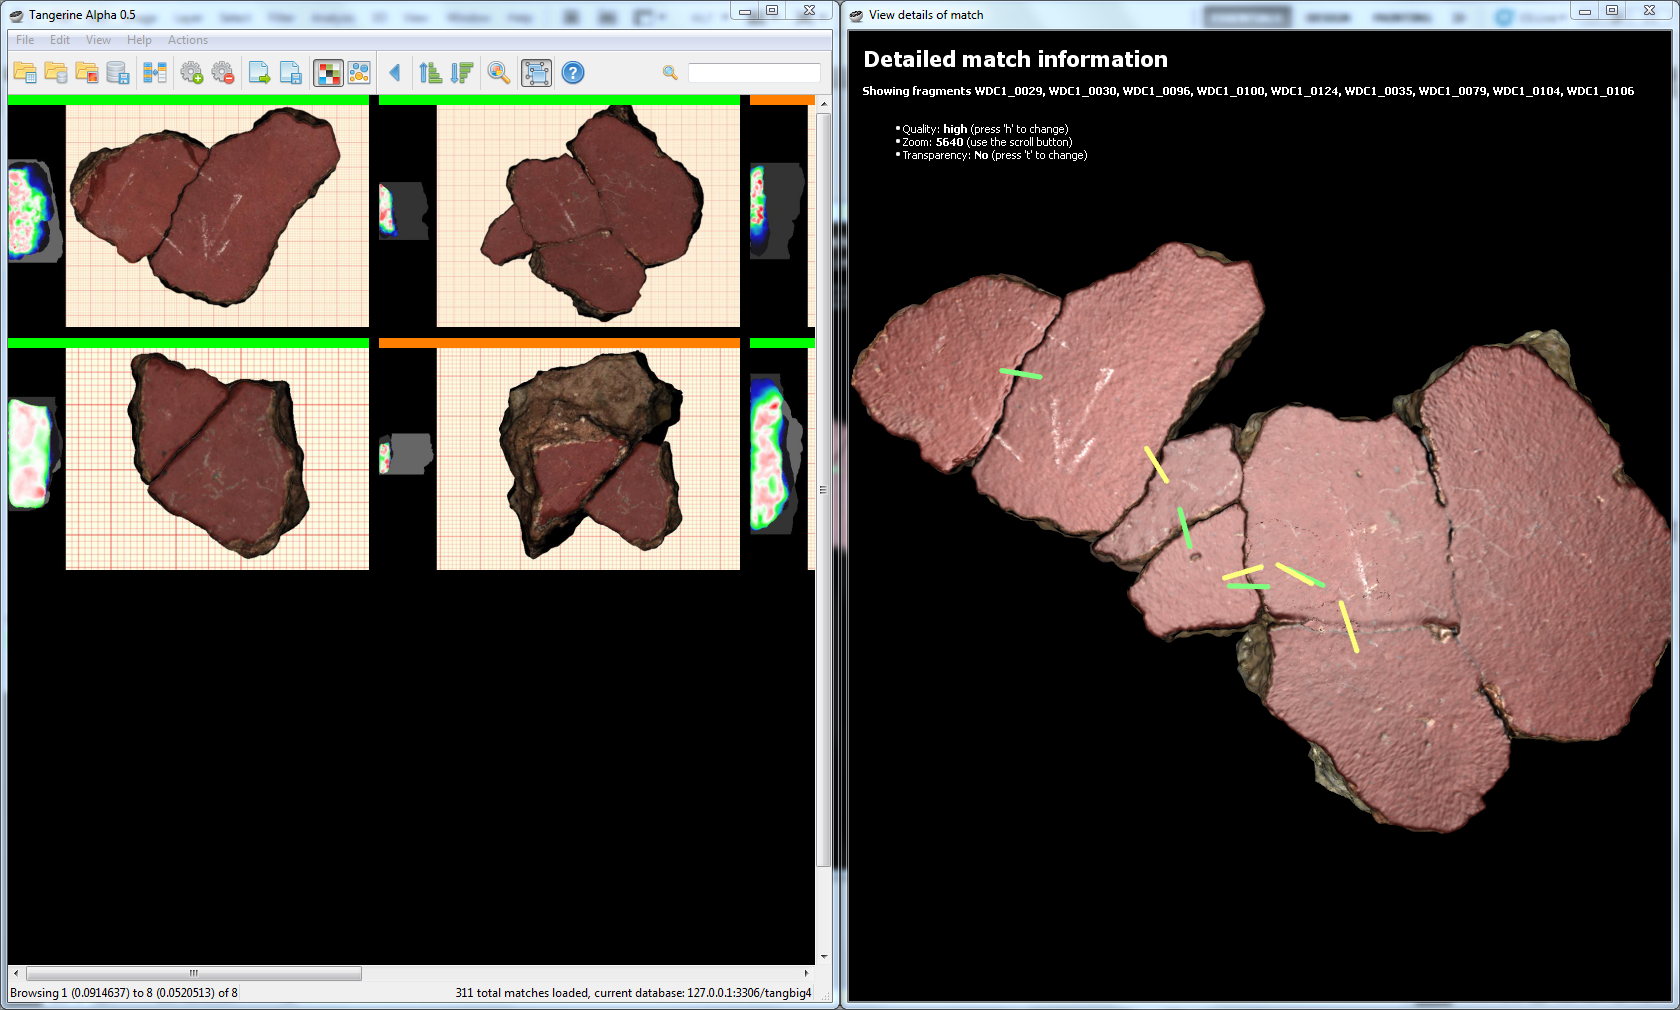 Tangerine Alpha 0.5
File Edit View Help Actions
Browsing 1 (0.0914637) to 8 (0.0520513) of 8
311 total matches loaded, current database: 127.0.0.1:3306/tangbig4
View details of match
Detailed match information
Showing fragments WDC1_0029, WDC1_0030, WDC1_0096, WDC1_0100, WDC1_0124, WDC1_0035, WDC1_0079, WDC1_0104, WDC1_0106
Quality: high (press 'h' to change)
Zoom: 5640 (use the scroll button)
Transparency: No (press 't' to change)